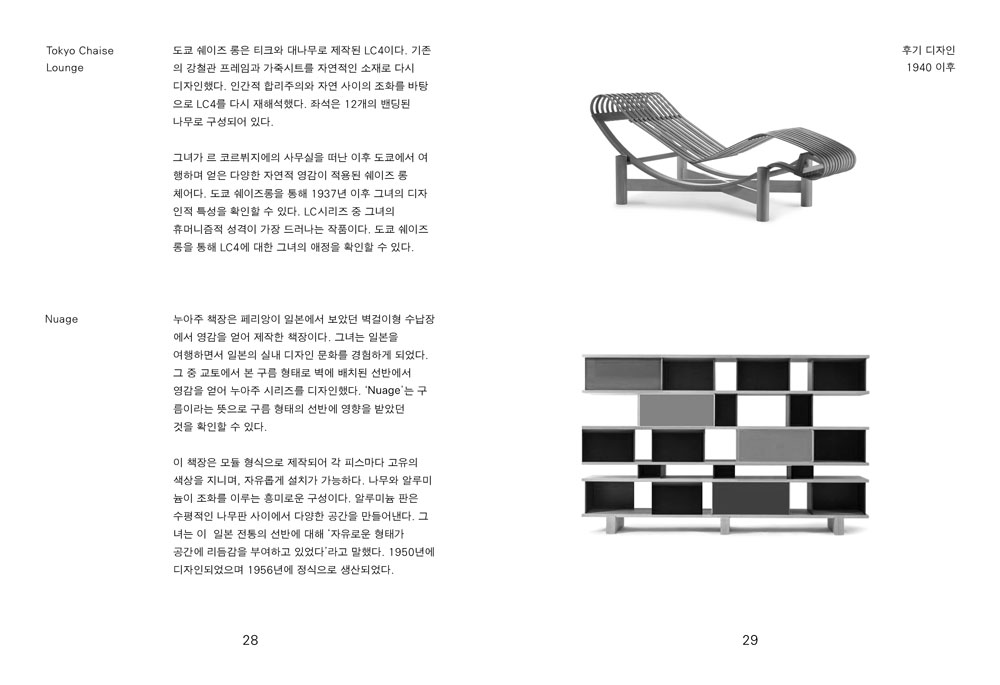 Tokyo Chaise
Lounge
도쿄 쉐이즈 롱은 티크와 대나무로 제작된 LC4이다. 기존
의 강철관 프레임과 가죽시트를 자연적인 소재로 다시
디자인했다. 인간적 합리주의와 자연 사이의 조화를 바탕
으로 LC4를 다시 재해석했다. 좌석은 12개의 밴딩된
나무로 구성되어 있다.
그녀가 르 코르뷔지에의 사무실을 떠난 이후 도쿄에서 여
행하며 얻은 다양한 자연적 영감이 적용된 쉐이즈 롱
체어다. 도쿄 쉐이즈롱을 통해 1937년 이후 그녀의 디자
인적 특성을 확인할 수 있다. LC시리즈 중 그녀의
휴머니즘적 성격이 가장 드러나는 작품이다. 도쿄 쉐이즈
롱을 통해 LC4에 대한 그녀의 애정을 확인할 수 있다.
Nuage
누아주 책장은 페리앙이 일본에서 보았던 벽걸이형 수납장
에서 영감을 얻어 제작한 책장이다. 그녀는 일본을
여행하면서 일본의 실내 디자인 문화를 경험하게 되었다.
그 중 교토에서 본 구름 형태로 벽에 배치된 선반에서
영감을 얻어 누아주 시리즈를 디자인했다. ‘Nuage’는 구
름이라는 뜻으로 구름 형태의 선반에 영향을 받았던
것을 확인할 수 있다.
이 책장은 모듈 형식으로 제작되어 각 피스마다 고유의
색상을 지니며, 자유롭게 설치가 가능하다. 나무와 알루미
늄이 조화를 이루는 흥미로운 구성이다. 알루미늄 판은
수평적인 나무판 사이에서 다양한 공간을 만들어낸다. 그
녀는 이 일본 전통의 선반에 대해 ‘자유로운 형태가
공간에 리듬감을 부여하고 있었다’라고 말했다. 1950년에
디자인되었으며 1956년에 정식으로 생산되었다.
28
후기 디자인
1940 이후
29